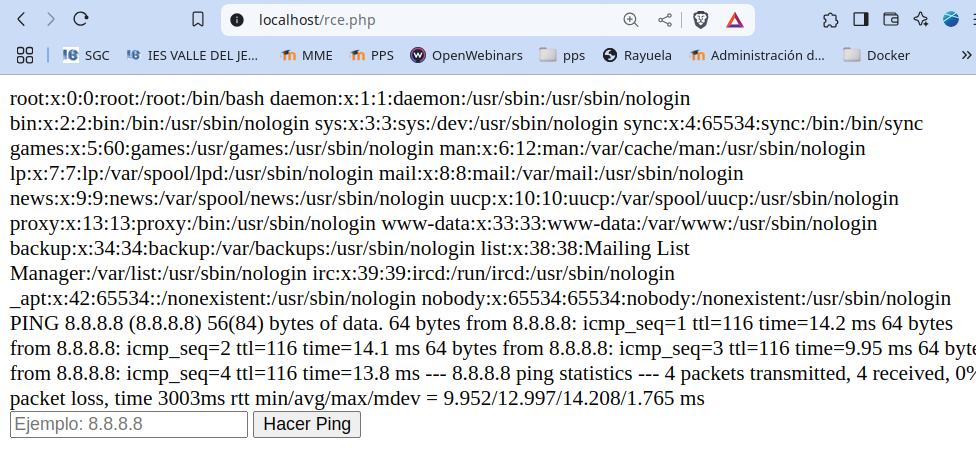 localhost/rce.php
SGC IES VALLE DEL JE... MME PPS OpenWebinars pps Rayuela Administración d... Docker »
root:x:0:0:root:/root:/bin/bash daemon:x:1:1:daemon:/usr/sbin:/usr/sbin/nologin
bin:x:2:2:bin:/bin:/usr/sbin/nologin sys:x:3:3:sys:/dev:/usr/sbin/nologin sync:x:4:65534:sync:/bin:/bin/sync
games:x:5:60:games:/usr/games:/usr/sbin/nologin man:x:6:12:man:/var/cache/man:/usr/sbin/nologin
lp:x:7:7:lp:/var/spool/lpd:/usr/sbin/nologin mail:x:8:8:mail:/var/mail:/usr/sbin/nologin
news:x:9:9:news:/var/spool/news:/usr/sbin/nologin uucp:x:10:10:uucp:/var/spool/uucp:/usr/sbin/nologin
proxy:x:13:13:proxy:/bin:/usr/sbin/nologin www-data:x:33:33:www-data:/var/www:/usr/sbin/nologin
backup:x:34:34:backup:/var/backups:/usr/sbin/nologin list:x:38:38:Mailing List
Manager:/var/list:/usr/sbin/nologin irc:x:39:39:ircd:/run/ircd:/usr/sbin/nologin
_apt:x:42:65534::/nonexistent:/usr/sbin/nologin nobody:x:65534:65534:nobody:/nonexistent:/usr/sbin/nologin
PING 8.8.8.8 (8.8.8.8) 56(84) bytes of data. 64 bytes from 8.8.8.8: icmp_seq=1 ttl=116 time=14.2 ms 64 bytes
from 8.8.8.8: icmp_seq=2 ttl=116 time=14.1 ms 64 bytes from 8.8.8.8: icmp_seq=3 ttl=116 time=9.95 ms 64 byte
from 8.8.8.8: icmp_seq=4 ttl=116 time=13.8 ms --- 8.8.8.8 ping statistics --- 4 packets transmitted, 4 received, 0%
packet loss, time 3003ms rtt min/avg/max/mdev = 9.952/12.997/14.208/1.765 ms
Ejemplo: 8.8.8.8 Hacer Ping